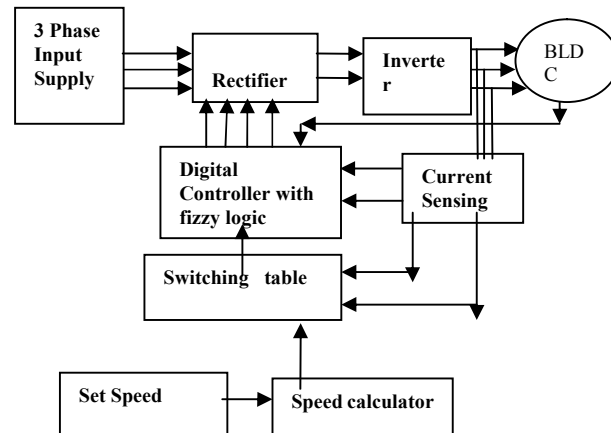 3 Phase
Input
Supply
Rectifier
Inverte
r
BLD
C
Digital
Controller with
fizzy logic
Current
Sensing
Switching table
Set Speed
Speed calculator